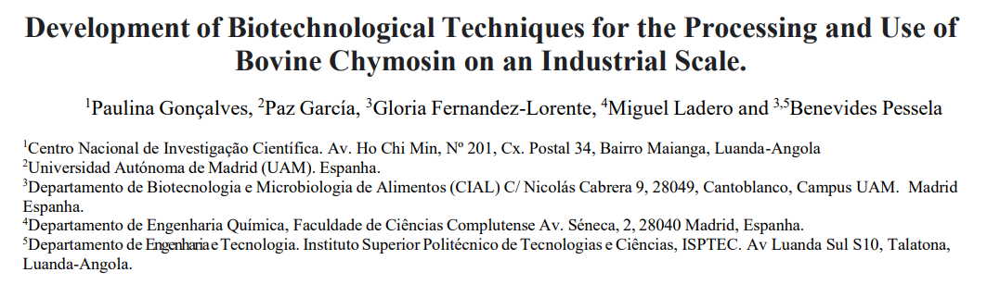 Development of Biotechnological Techniques for the Processing and Use of
Bovine Chymosin on an Industrial Scale.
¹Paulina Gonçalves, ²Paz García, ³Gloria Fernandez-Lorente, ⁴Miguel Ladero and ³,⁵Benevides Pessela
¹Centro Nacional de Investigação Científica. Av. Ho Chi Min, Nº 201, Cx. Postal 34, Bairro Maianga, Luanda-Angola
²Universidad Autónoma de Madrid (UAM). Espanha.
³Departamento de Biotecnologia e Microbiologia de Alimentos (CIAL) C/ Nicolás Cabrera 9, 28049, Cantoblanco, Campus UAM. Madrid
Espanha.
⁴Departamento de Engenharia Química, Faculdade de Ciências Complutense Av. Séneca, 2, 28040 Madrid, Espanha.
⁵Departamento de Engenharia e Tecnologia. Instituto Superior Politécnico de Tecnologias e Ciências, ISPTEC. Av Luanda Sul S10, Talatona,
Luanda-Angola.